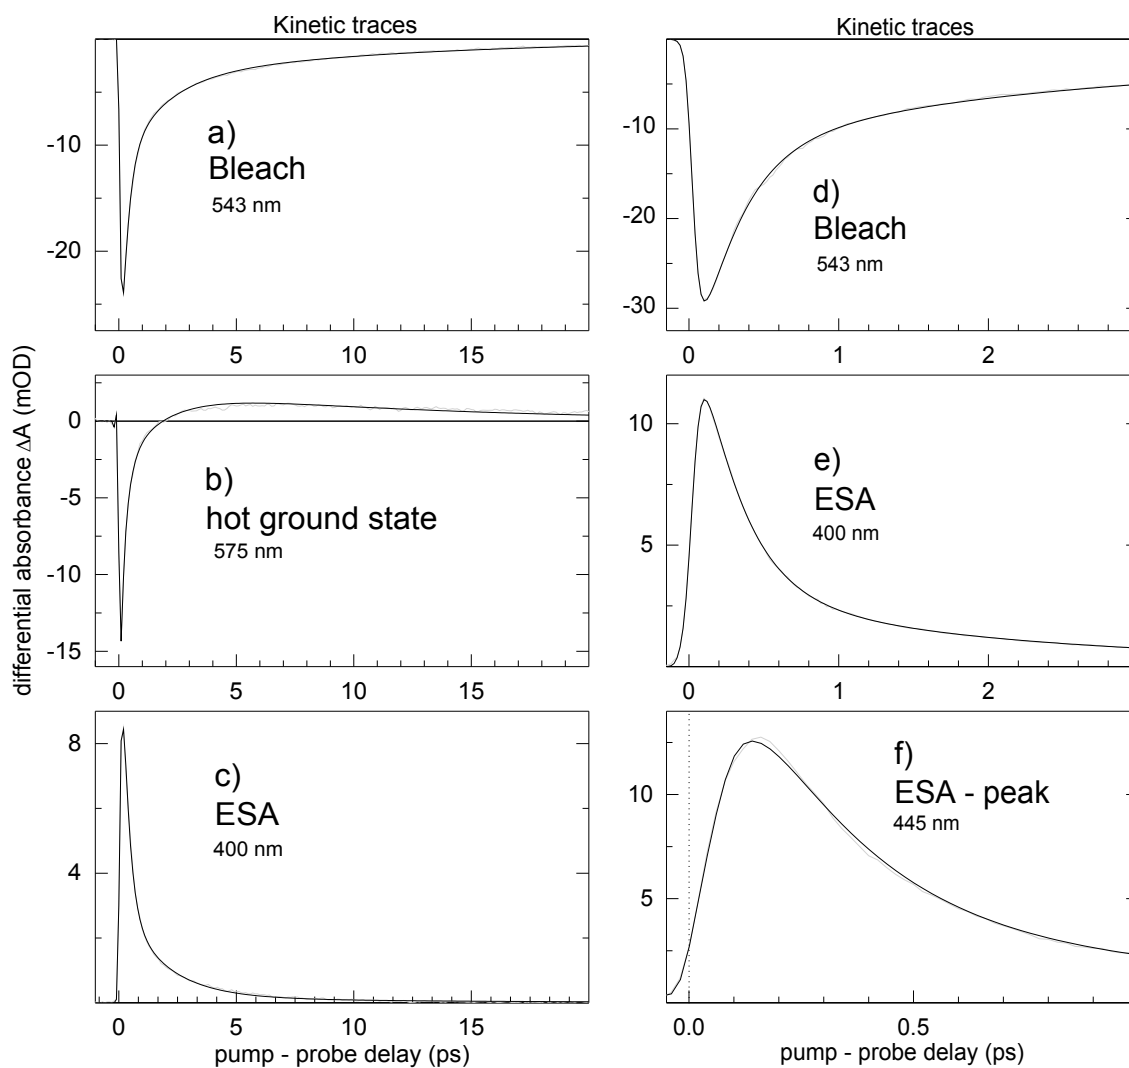 Kinetic traces
Kinetic traces
differential absorbance ΔA (mOD)
-10
-20
a)
Bleach
543 nm
0 5 10 15
-10
-20
-30
d)
Bleach
543 nm
0 1 2
0
-5
-10
-15
b)
hot ground state
575 nm
0 5 10 15
10
5
e)
ESA
400 nm
0 1 2
8
4
c)
ESA
400 nm
0 5 10 15
pump - probe delay (ps)
10
5
f)
ESA - peak
445 nm
0.0 0.5
pump - probe delay (ps)